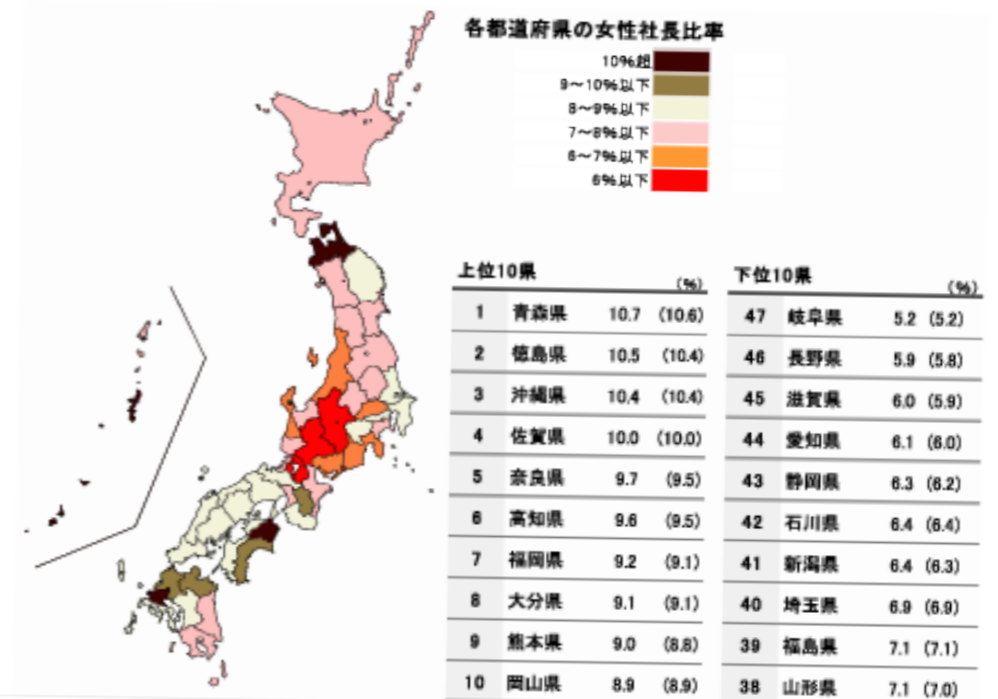 各都道府県の女性社長比率
10%超
9～10%以下
8～9%以下
7～8%以下
6～7%以下
6%以下
上位10県
(%)
1 青森県 10.7 (10.6)
2 徳島県 10.5 (10.4)
3 沖縄県 10.4 (10.4)
4 佐賀県 10.0 (10.0)
5 奈良県 9.7 (9.5)
6 高知県 9.6 (9.5)
7 福岡県 9.2 (9.1)
8 大分県 9.1 (9.1)
9 熊本県 9.0 (8.8)
10 岡山県 8.9 (8.9)
下位10県
(%)
47 岐阜県 5.2 (5.2)
46 長野県 5.9 (5.8)
45 滋賀県 6.0 (5.9)
44 愛知県 6.1 (6.0)
43 静岡県 6.3 (6.2)
42 石川県 6.4 (6.4)
41 新潟県 6.4 (6.3)
40 埼玉県 6.9 (6.9)
39 福島県 7.1 (7.1)
38 山形県 7.1 (7.0)